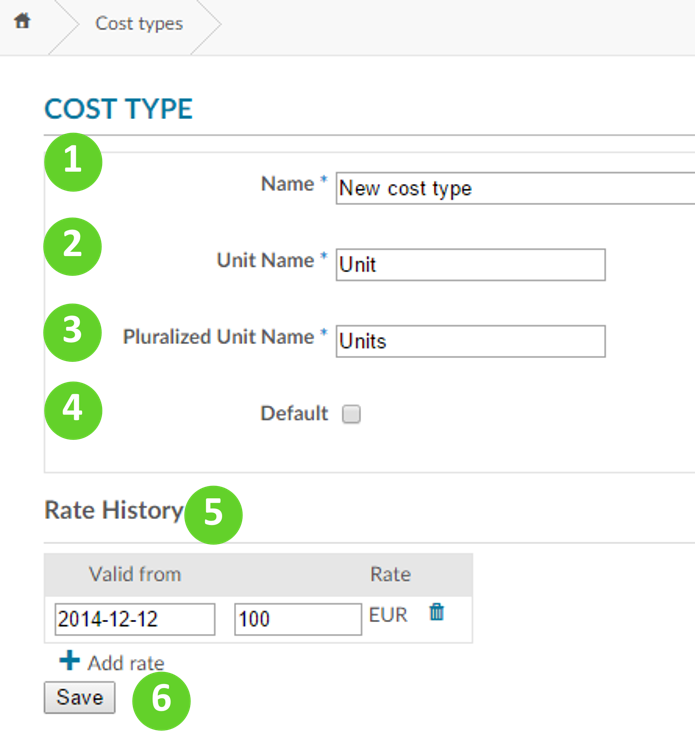 Cost types
COST TYPE
1
Name * New cost type
2
Unit Name * Unit
3
Pluralized Unit Name * Units
4
Default
Rate History 5
Valid from Rate
2014-12-12 100 EUR
Add rate
Save 6